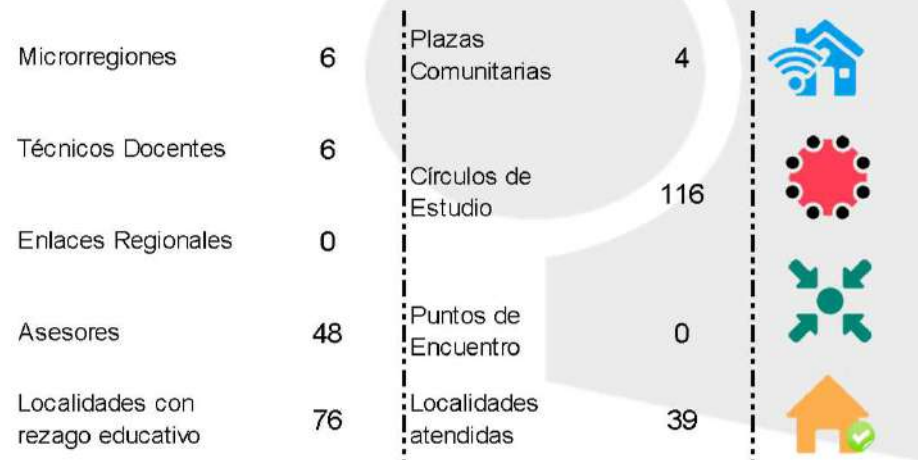 Microrregiones 6
Técnicos Docentes 6
Enlaces Regionales 0
Asesores 48
Localidades con
rezago educativo 76
Plazas
Comunitarias 4
Círculos de
Estudio 116
Puntos de
Encuentro 0
Localidades
atendidas 39